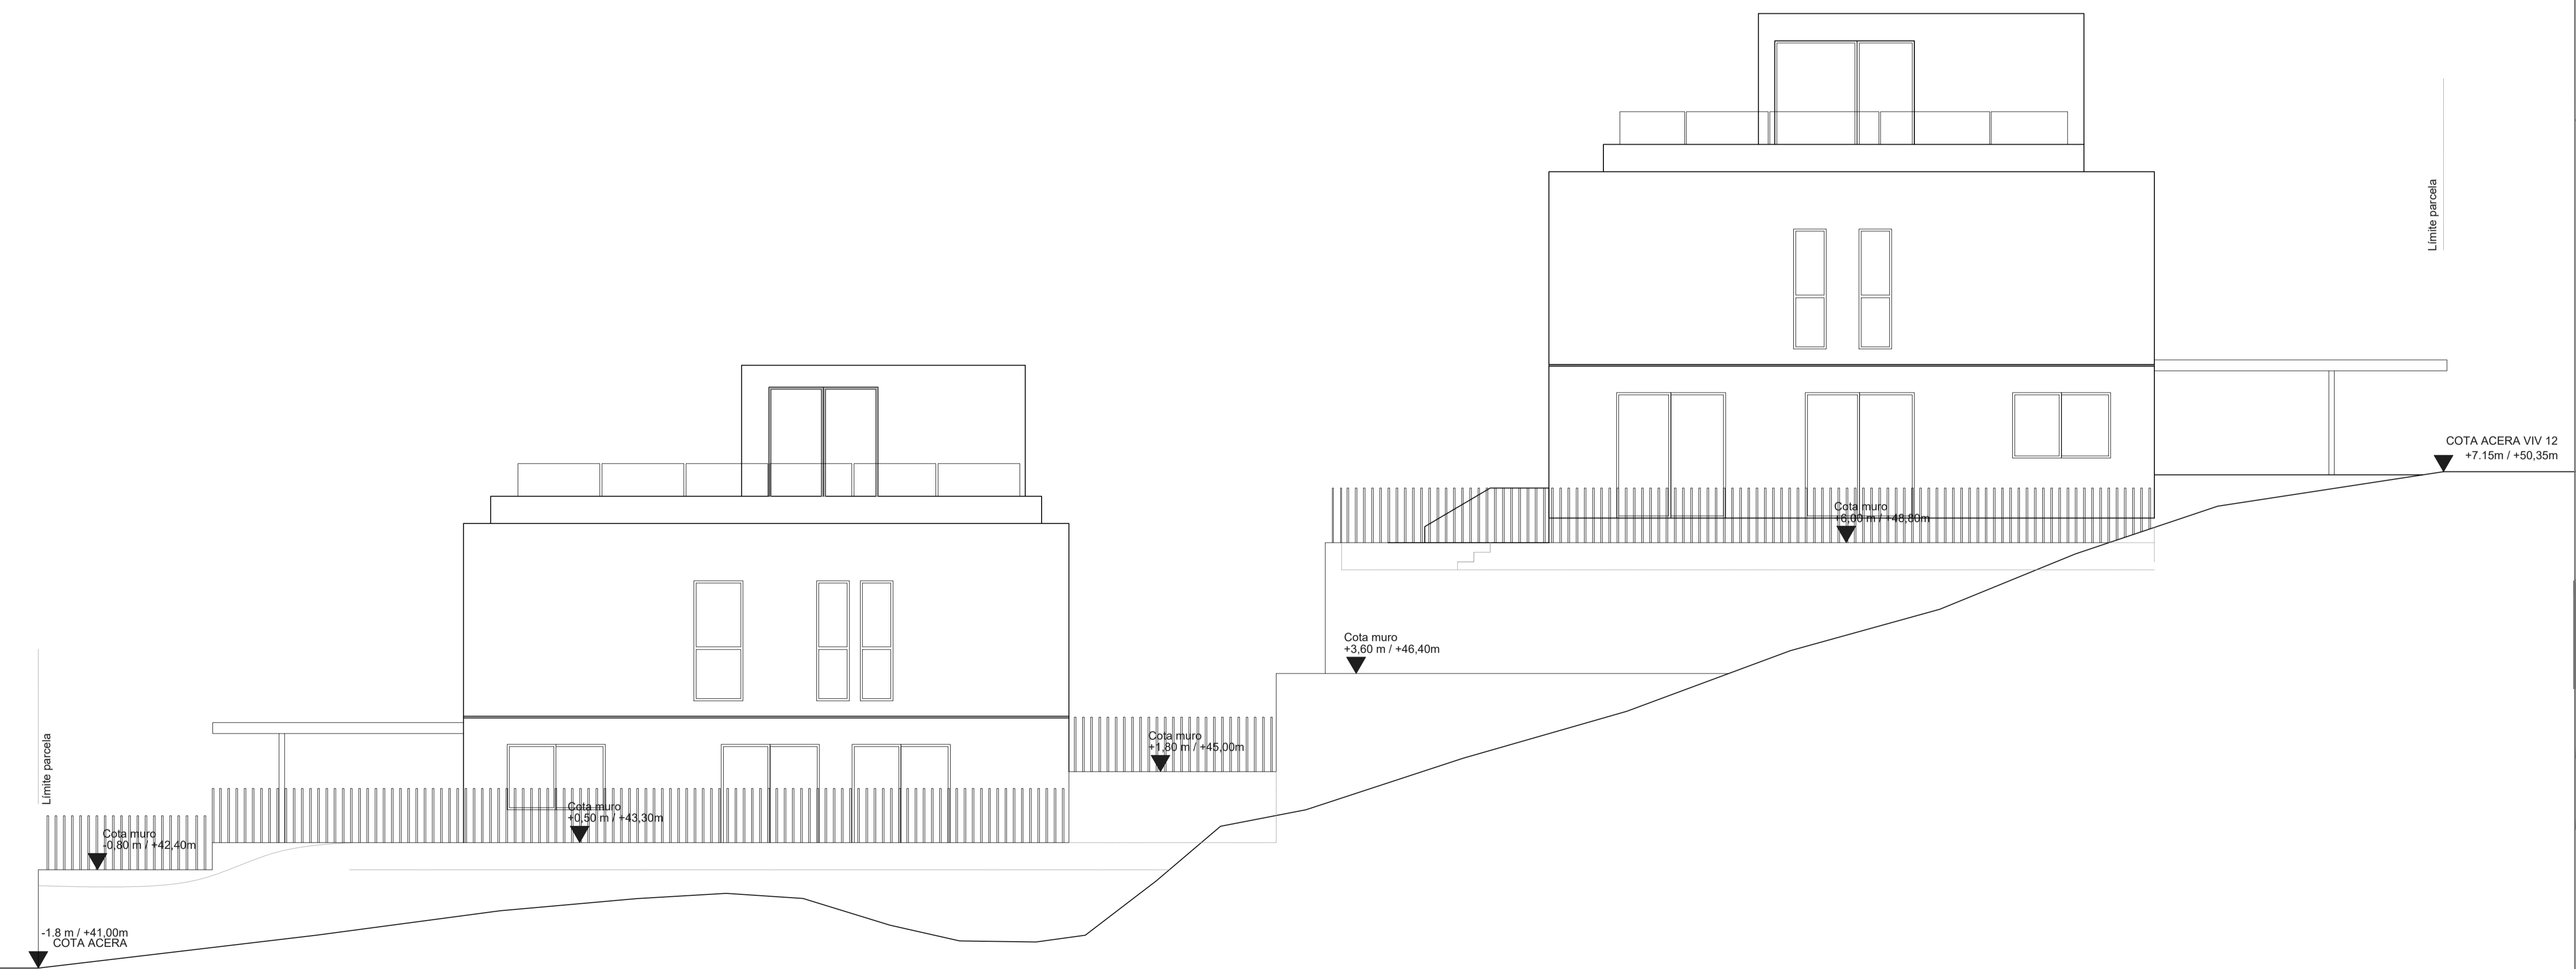 Límite parcela
COTA ACERA VIV 12
+7.15m / +50,35m
Cota muro
+6,00 m / +48,80m
Cota muro
+3,60 m / +46,40m
Cota muro
+1,80 m / +45,00m
Límite parcela
Cota muro
+0,50 m / +43,30m
Cota muro
-0,80 m / +42,40m
-1.8 m / +41,00m
COTA ACERA